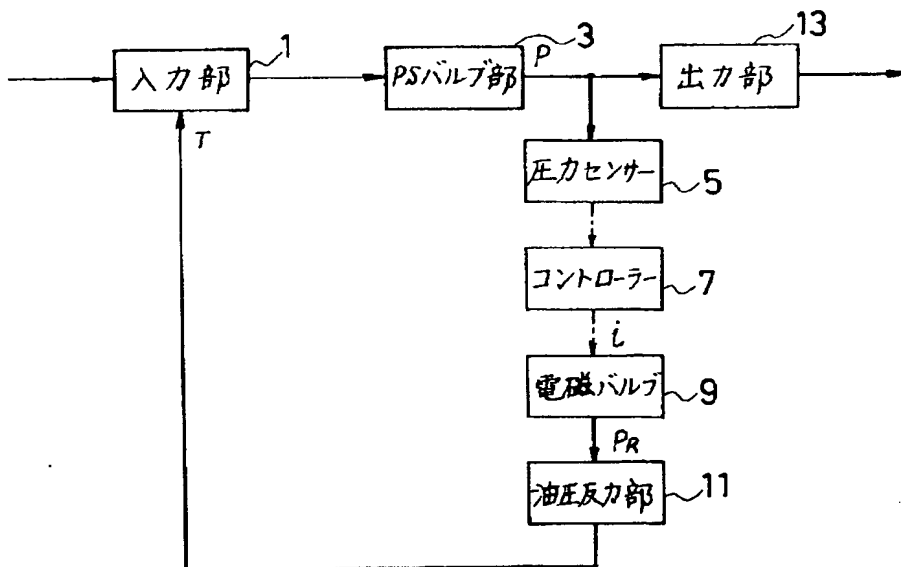 1
入力部
3
PSバルブ部
P
13
出力部
T
圧力センサー
5
コントローラー
7
i
電磁バルブ
9
PR
油圧反力部
11